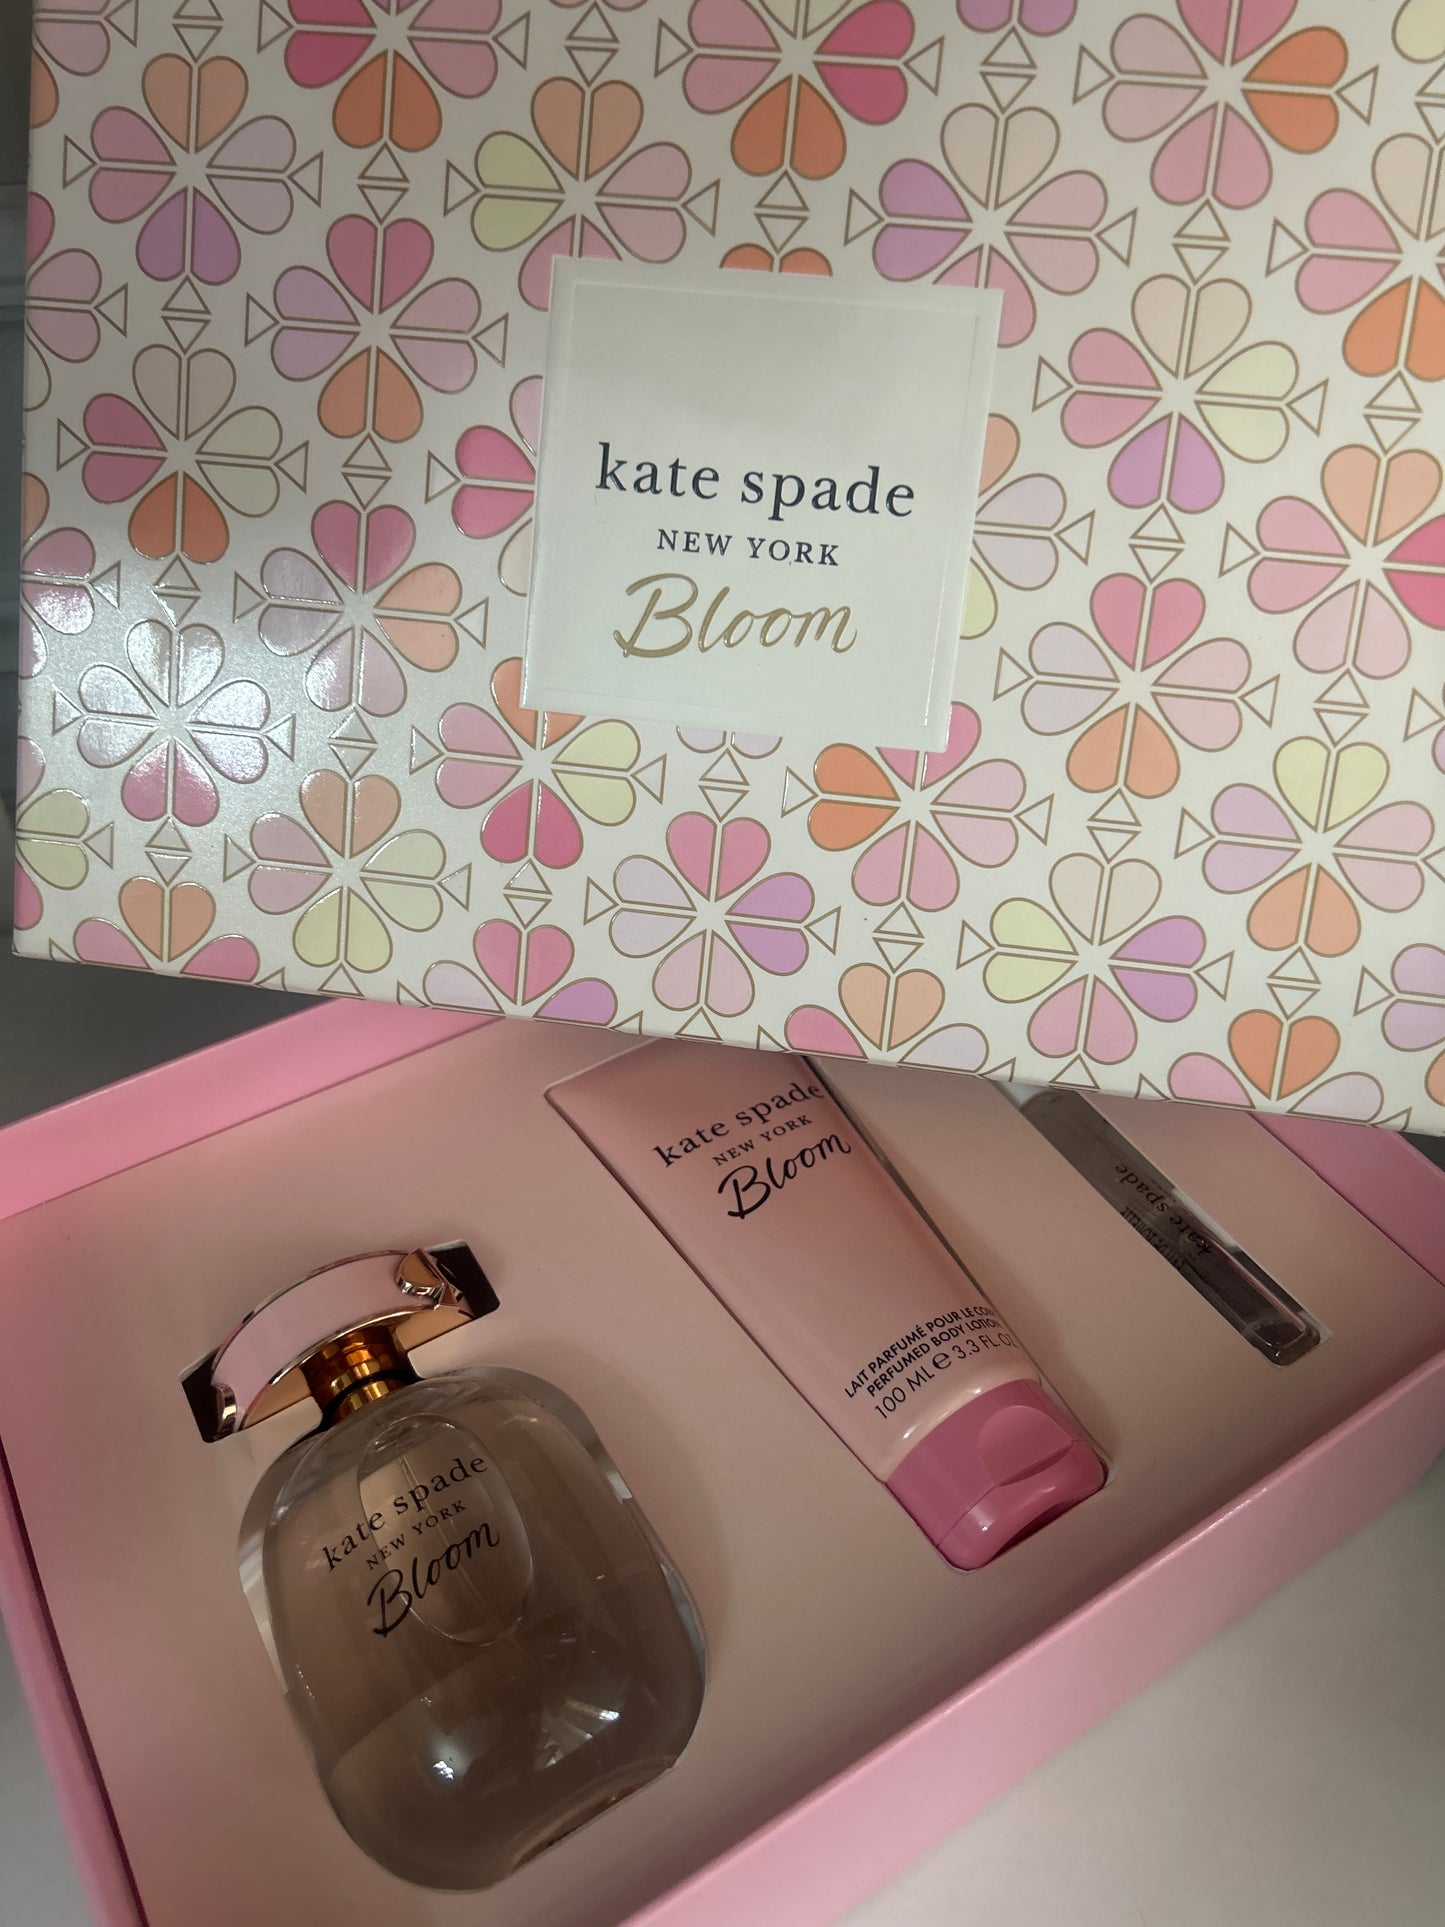 kate spade
NEW YORK
Bloom
kate spade
NEW YORK
Bloom
LAIT PARFUMÉ POUR LE COR
PERFUMED BODY LOTION
100 ML e 3.3 FL. OZ
kate spade
kate spade
NEW YORK
Bloom